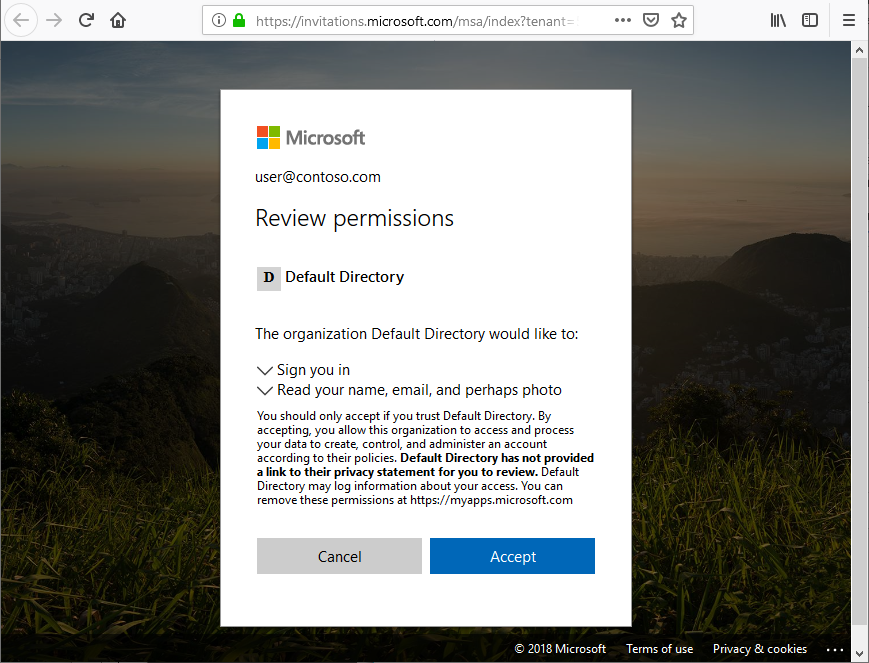 https://invitations.microsoft.com/msa/index?tenant=
Microsoft
user@contoso.com
Review permissions
D Default Directory
The organization Default Directory would like to:
Sign you in
Read your name, email, and perhaps photo
You should only accept if you trust Default Directory. By
accepting, you allow this organization to access and process
your data to create, control, and administer an account
according to their policies. Default Directory has not provided
a link to their privacy statement for you to review. Default
Directory may log information about your access. You can
remove these permissions at https://myapps.microsoft.com
Cancel Accept
© 2018 Microsoft Terms of use Privacy & cookies ...